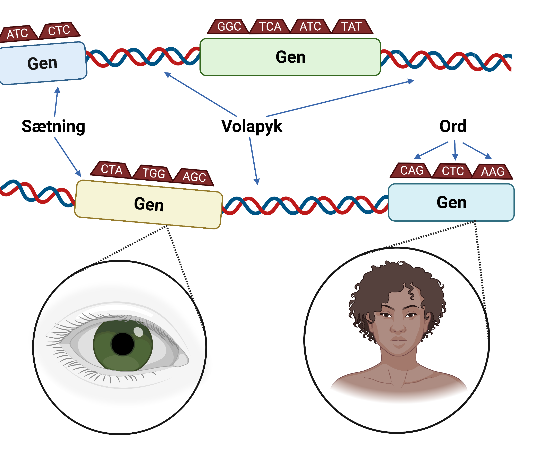 ATC CTC
GGC TCA ATC TAT
Gen
Gen
Sætning
Volapyk
Ord
CTA TGG AGC
CAG CTC AAG
Gen
Gen